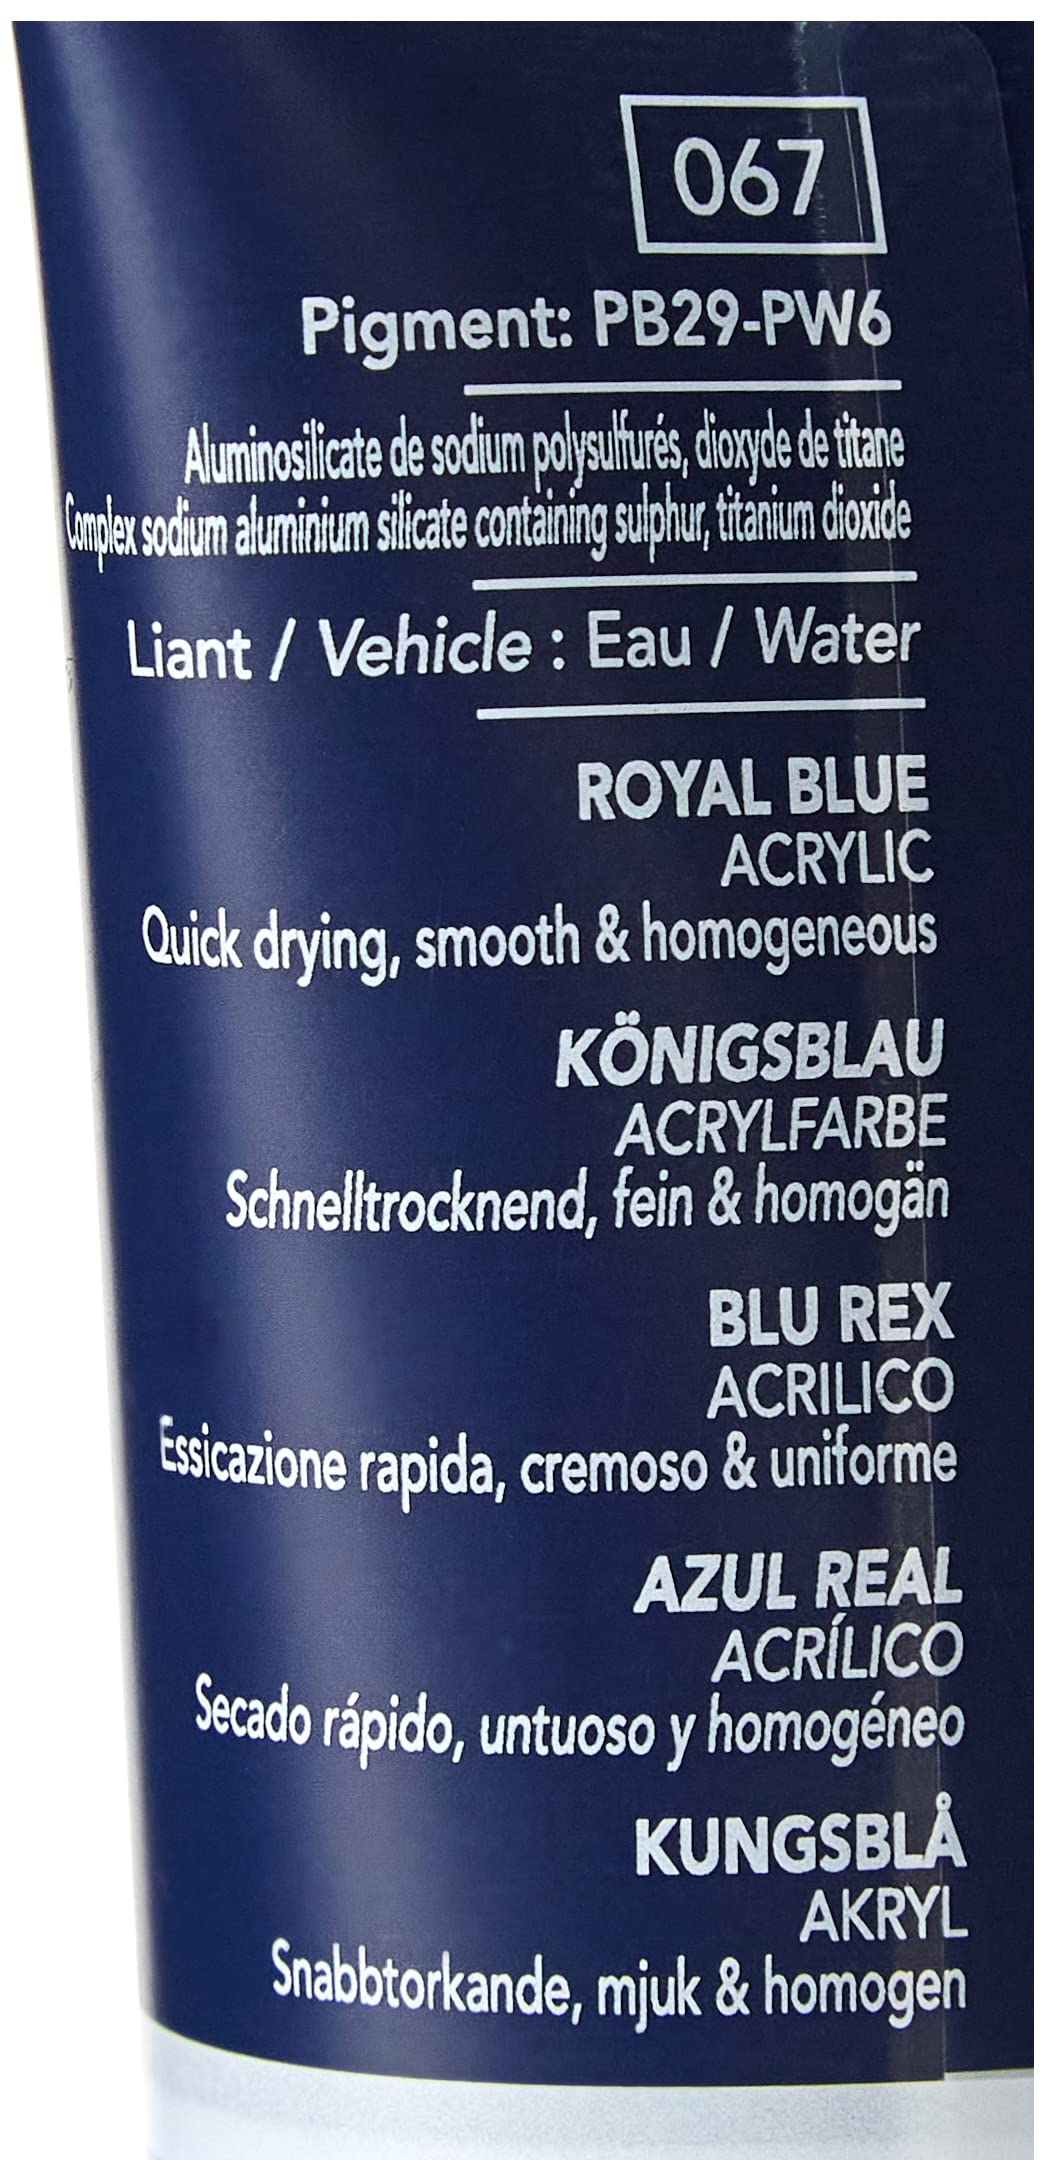 067
Pigment: PB29-PW6
Aluminosilicate de sodium polysulfurés, dioxyde de titane
Complex sodium aluminium silicate containing sulphur, titanium dioxide
Liant / Vehicle : Eau / Water
ROYAL BLUE
ACRYLIC
Quick drying, smooth & homogeneous
KÖNIGSBLAU
ACRYLFARBE
Schnelltrocknend, fein & homogän
BLU REX
ACRILICO
Essicazione rapida, cremoso & uniforme
AZUL REAL
ACRÍLICO
Secado rápido, untuoso y homogéneo
KUNGSBLÅ
AKRYL
Snabbtorkande, mjuk & homogen